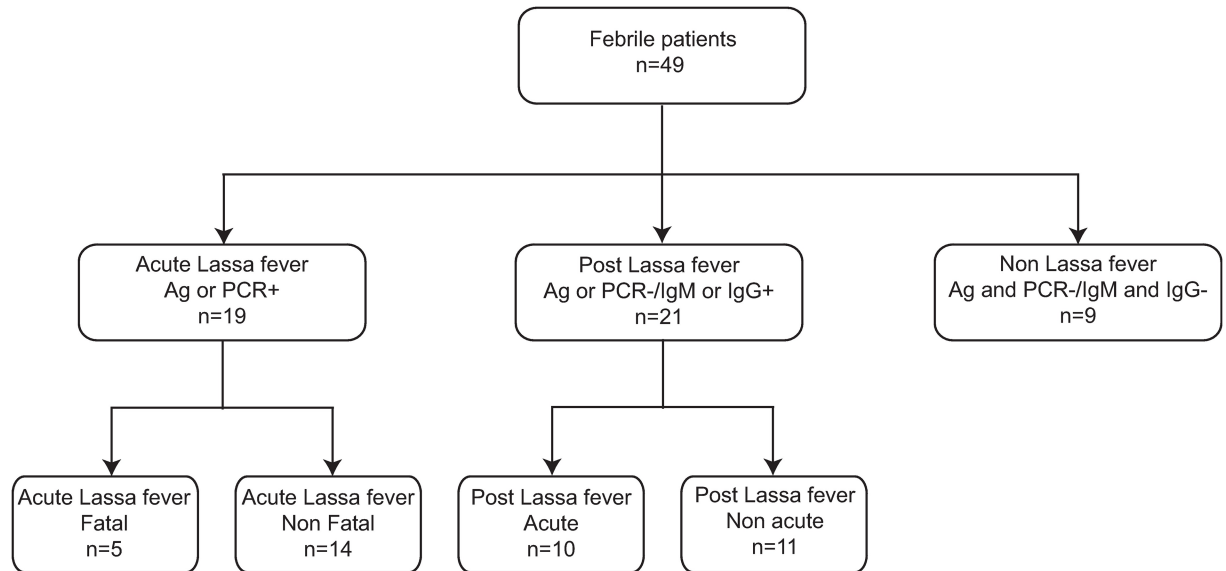 Febrile patients
n=49
Acute Lassa fever
Ag or PCR+
n=19
Post Lassa fever
Ag or PCR-/IgM or IgG+
n=21
Non Lassa fever
Ag and PCR-/IgM and IgG-
n=9
Acute Lassa fever
Fatal
n=5
Acute Lassa fever
Non Fatal
n=14
Post Lassa fever
Acute
n=10
Post Lassa fever
Non acute
n=11